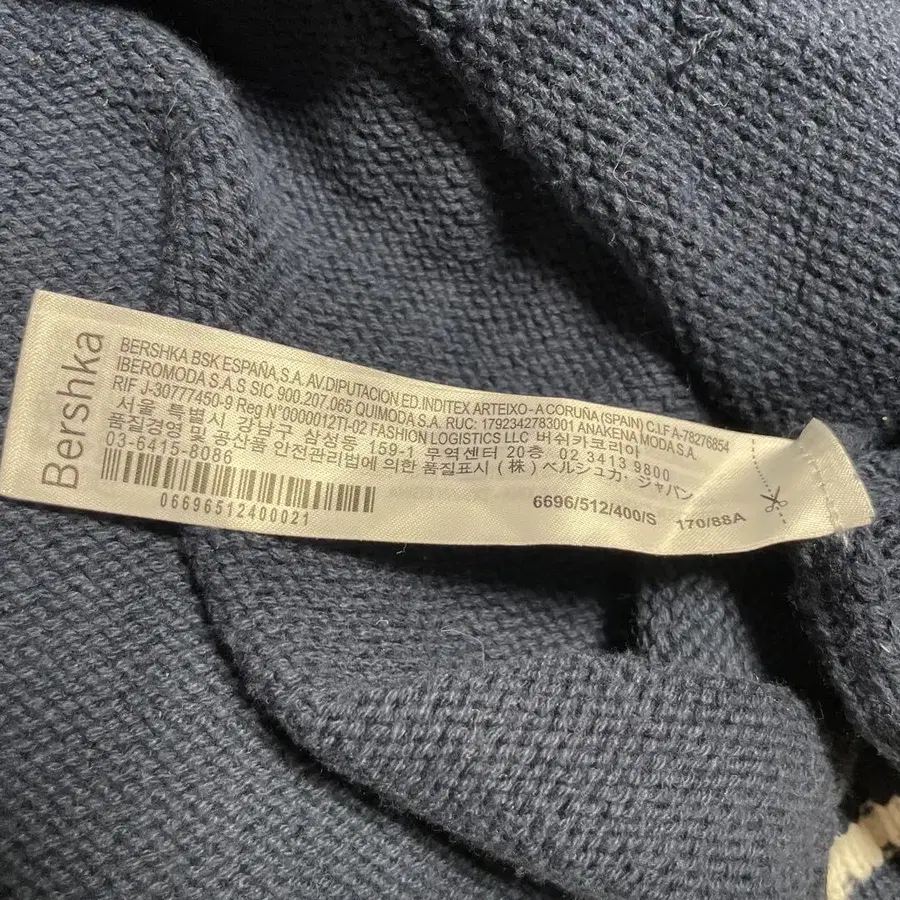 Bershka
BERSHKA BSK ESPAÑA,S.A. AV.DIPUTACION,ED.INDITEX ARTEIXO-A CORUÑA (SPAIN) C.I.F A-78276854
IBEROMODA S.A.S SIC 900.207.065 QUIMODA S.A. RUC: 1792342783001 ANAKENA MODA S.A.
RIF J-30777450-9 Reg N°0000012TI-02 FASHION LOGISTICS LLC 버쉬카코리아
서울 특별시 강남구 삼성동 159-1 무역센터 20층 02 3413 9800
품질경영 및 공산품 안전관리법에 의한 품질표시 (株) ベルシュカ・ジャパン
03-6415-8086
06696512400021
6696/512/400/S 170/88A